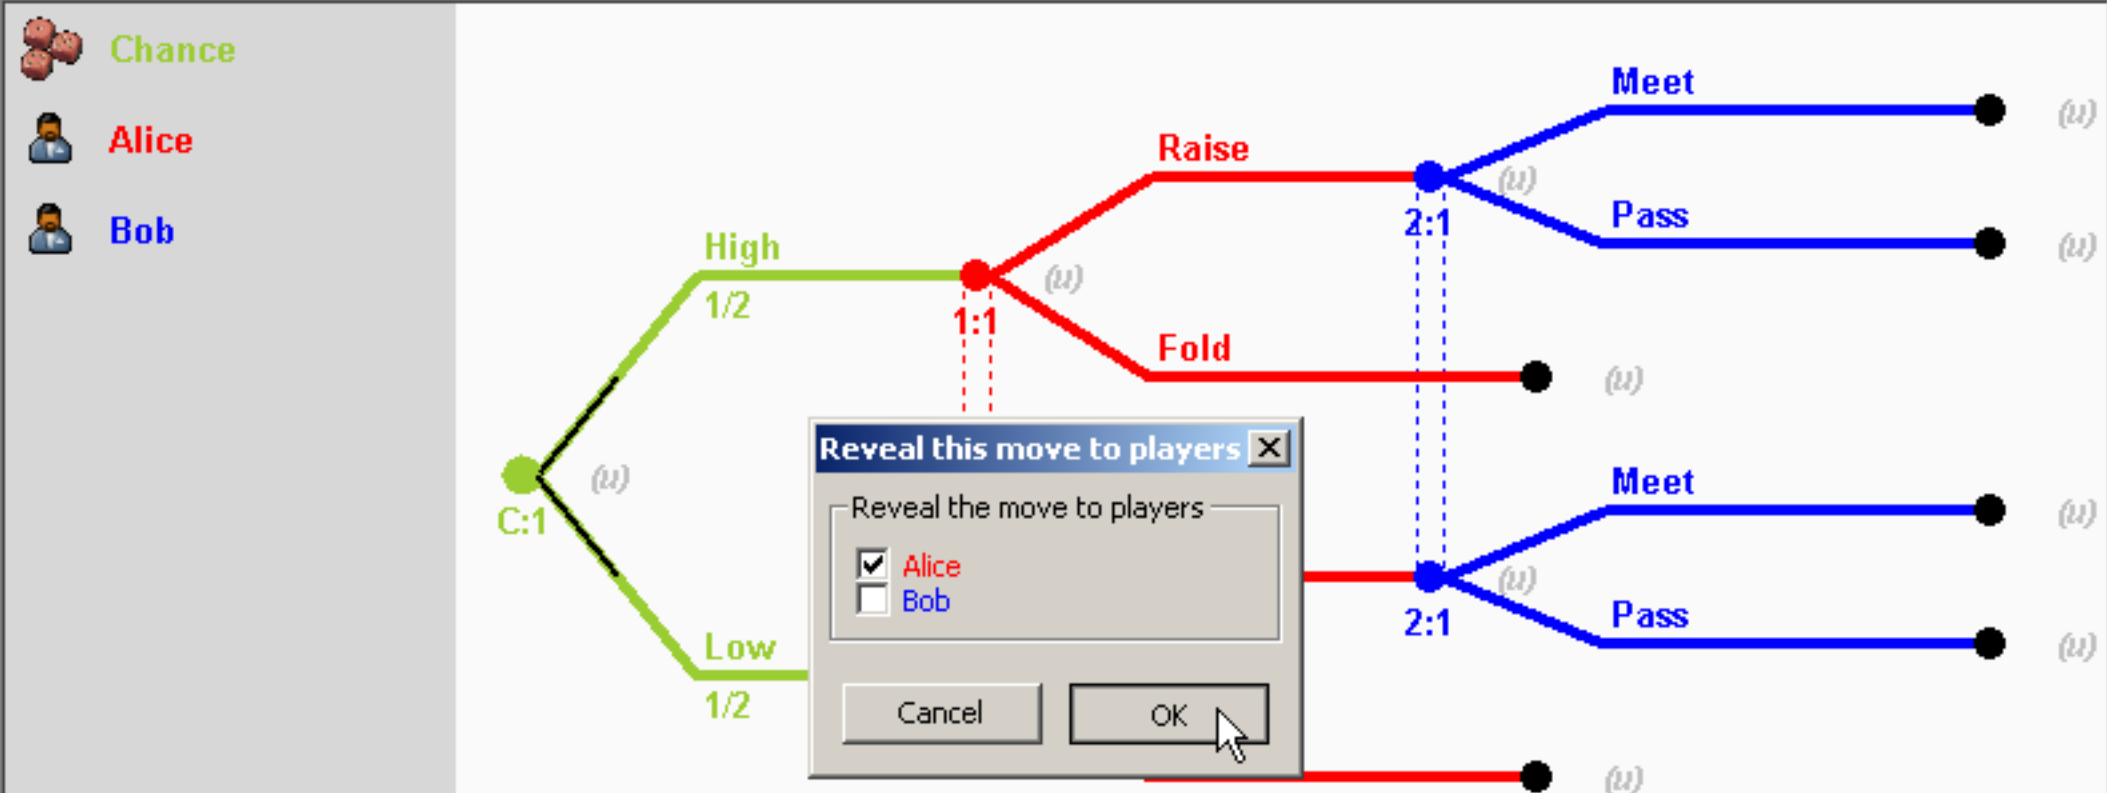 Chance
Alice
Bob
Meet
(u)
Raise
(u)
Pass
2:1
(u)
High
(u)
1/2
1:1
Fold
(u)
Reveal this move to players
(u)
Meet
C:1
Reveal the move to players
(u)
Alice
Bob
(u)
2:1
Pass
(u)
Low
1/2
Cancel
OK
(u)